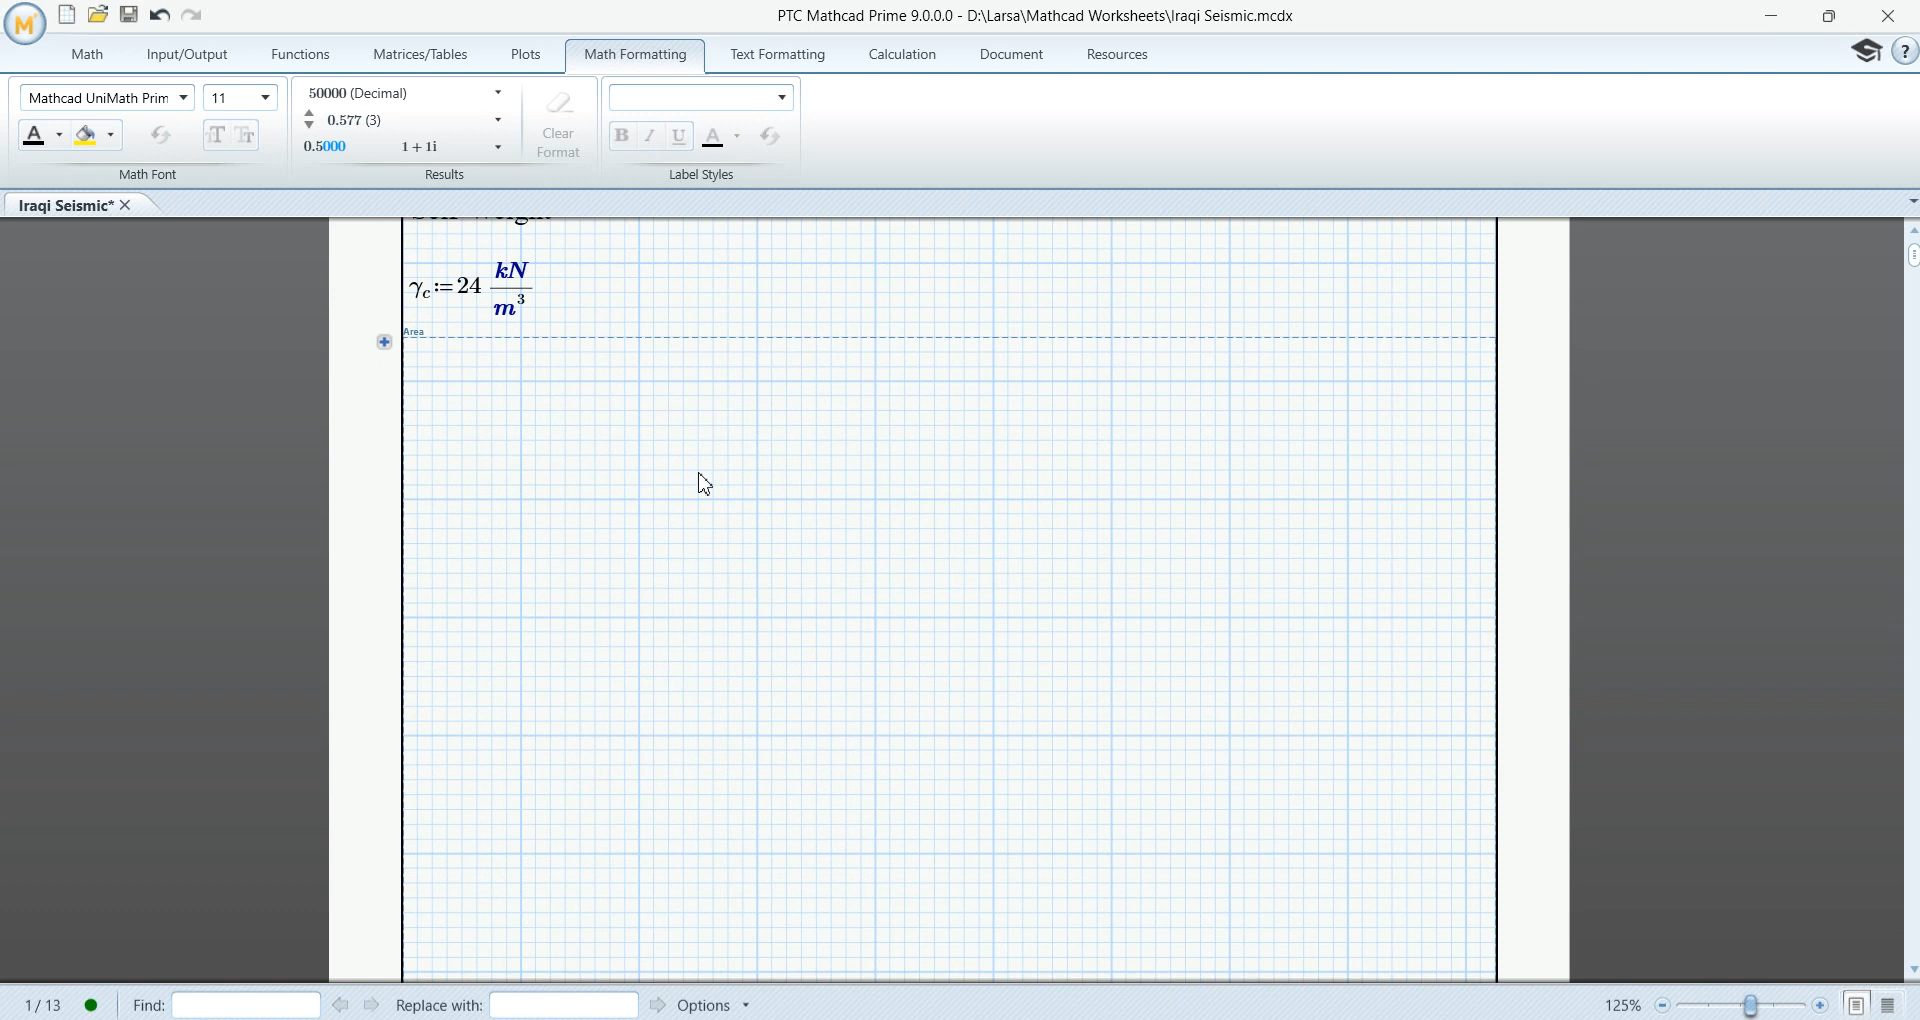 PTC Mathcad Prime 9.0.0.0 - D:\Larsa\Mathcad Worksheets\Iraqi Seismic.mcdx
Math Input/Output Functions Matrices/Tables Plots Math Formatting Text Formatting Calculation Document Resources
Mathcad UniMath Prim 11
50000 (Decimal)
0.577 (3)
0.5000 1+1i
Clear
Format
B I U A
Math Font Results Label Styles
Iraqi Seismic*
γc:=24 kN/m³
Area
1 / 13 Find: Replace with: Options 125%